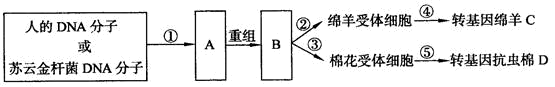 人的DNA分子
或
苏云金杆菌DNA分子
①
A
重组
B
②
绵羊受体细胞
④
转基因绵羊 C
③
棉花受体细胞
⑤
转基因抗虫棉 D